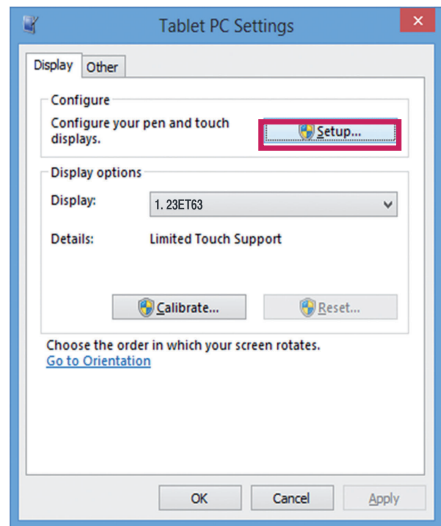 Tablet PC Settings
Display Other
Configure
Configure your pen and touch
displays.
Setup...
Display options
Display: 1. 23ET63
Details: Limited Touch Support
Calibrate... Reset...
Choose the order in which your screen rotates.
Go to Orientation
OK Cancel Apply